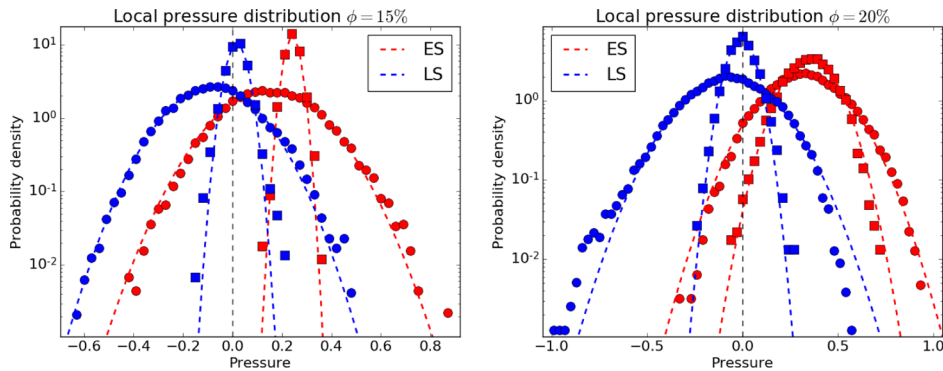 Local pressure distribution ϕ = 15%
Probability density
10¹
10⁰
10⁻¹
10⁻²
ES
LS
−0.6 −0.4 −0.2 0.0 0.2 0.4 0.6 0.8
Pressure
Local pressure distribution ϕ = 20%
Probability density
10⁰
10⁻¹
10⁻²
ES
LS
−1.0 −0.5 0.0 0.5 1.0
Pressure